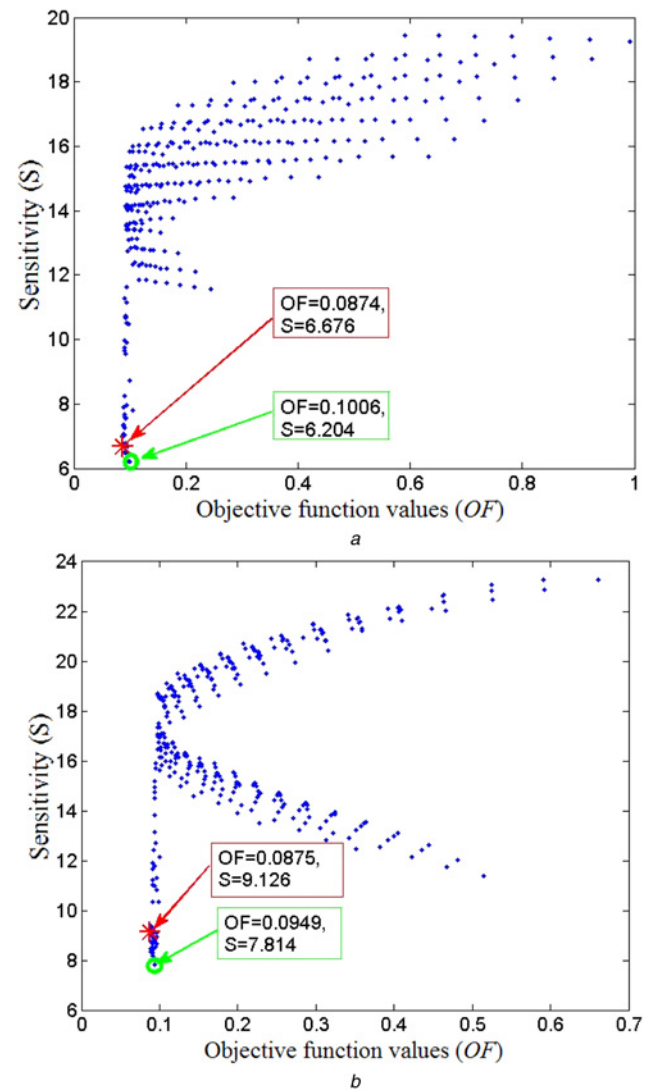 20
18
16
14
12
10
8
6
Sensitivity (S)
OF=0.0874,
S=6.676
OF=0.1006,
S=6.204
0 0.2 0.4 0.6 0.8 1
Objective function values (OF)
a
24
22
20
18
16
14
12
10
8
6
Sensitivity (S)
OF=0.0875,
S=9.126
OF=0.0949,
S=7.814
0 0.1 0.2 0.3 0.4 0.5 0.6 0.7
Objective function values (OF)
b